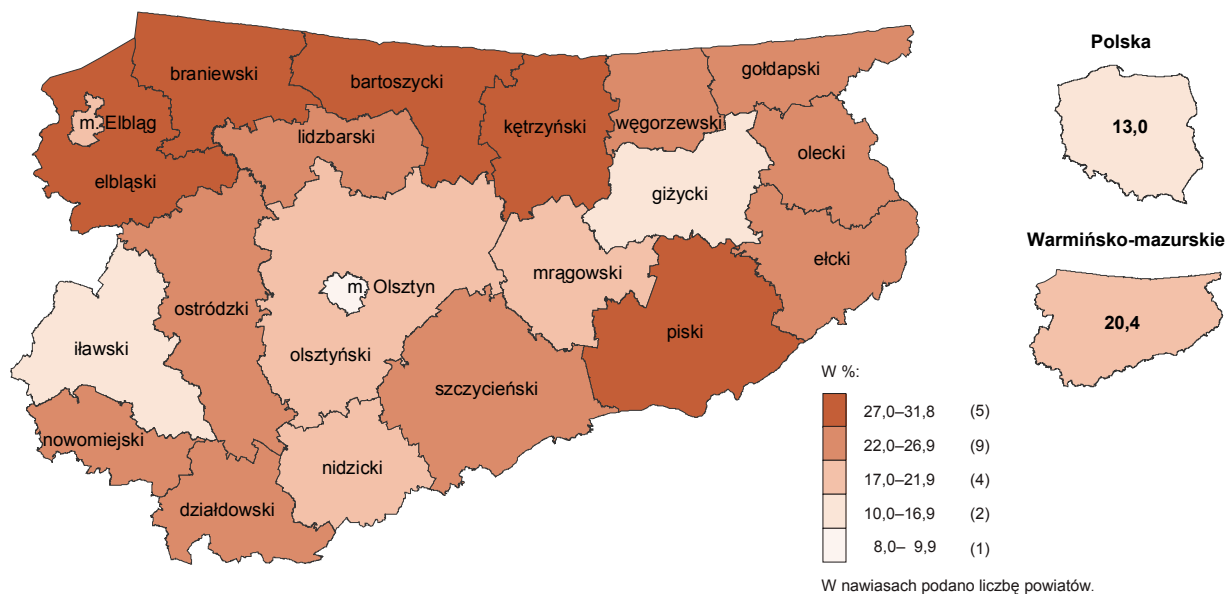 braniewski
bartoszycki
gołdapski
m. Elbląg
lidzbarski
kętrzyński
węgorzewski
olecki
elbląski
giżycki
ełcki
mrągowski
m. Olsztyn
ostródzki
piski
iławski
olsztyński
szczycieński
nowomiejski
nidzicki
działdowski
Polska
13,0
Warmińsko-mazurskie
20,4
W %:
27,0–31,8 (5)
22,0–26,9 (9)
17,0–21,9 (4)
10,0–16,9 (2)
8,0– 9,9 (1)
W nawiasach podano liczbę powiatów.